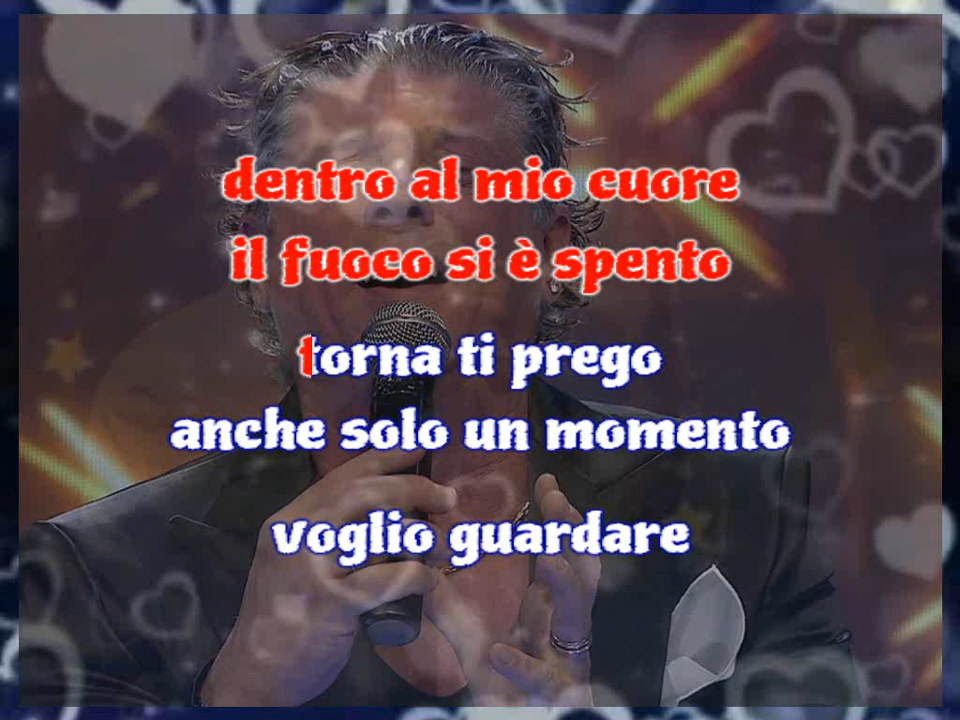 dentro al mio cuore
il fuoco si è spento
torna ti prego
anche solo un momento
voglio guardare